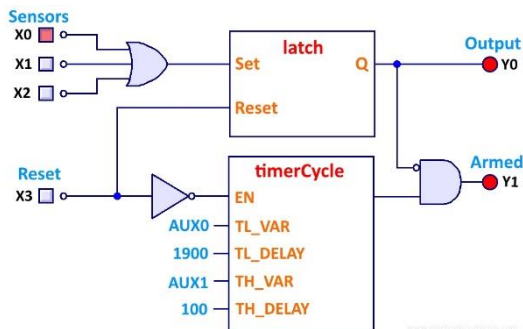 Sensors
X0
X1
X2
latch
Set
Q
Reset
Output
Y0
Reset
X3
timerCycle
EN
AUX0 TL_VAR
1900 TL_DELAY
AUX1 TH_VAR
100 TH_DELAY
Armed
Y1